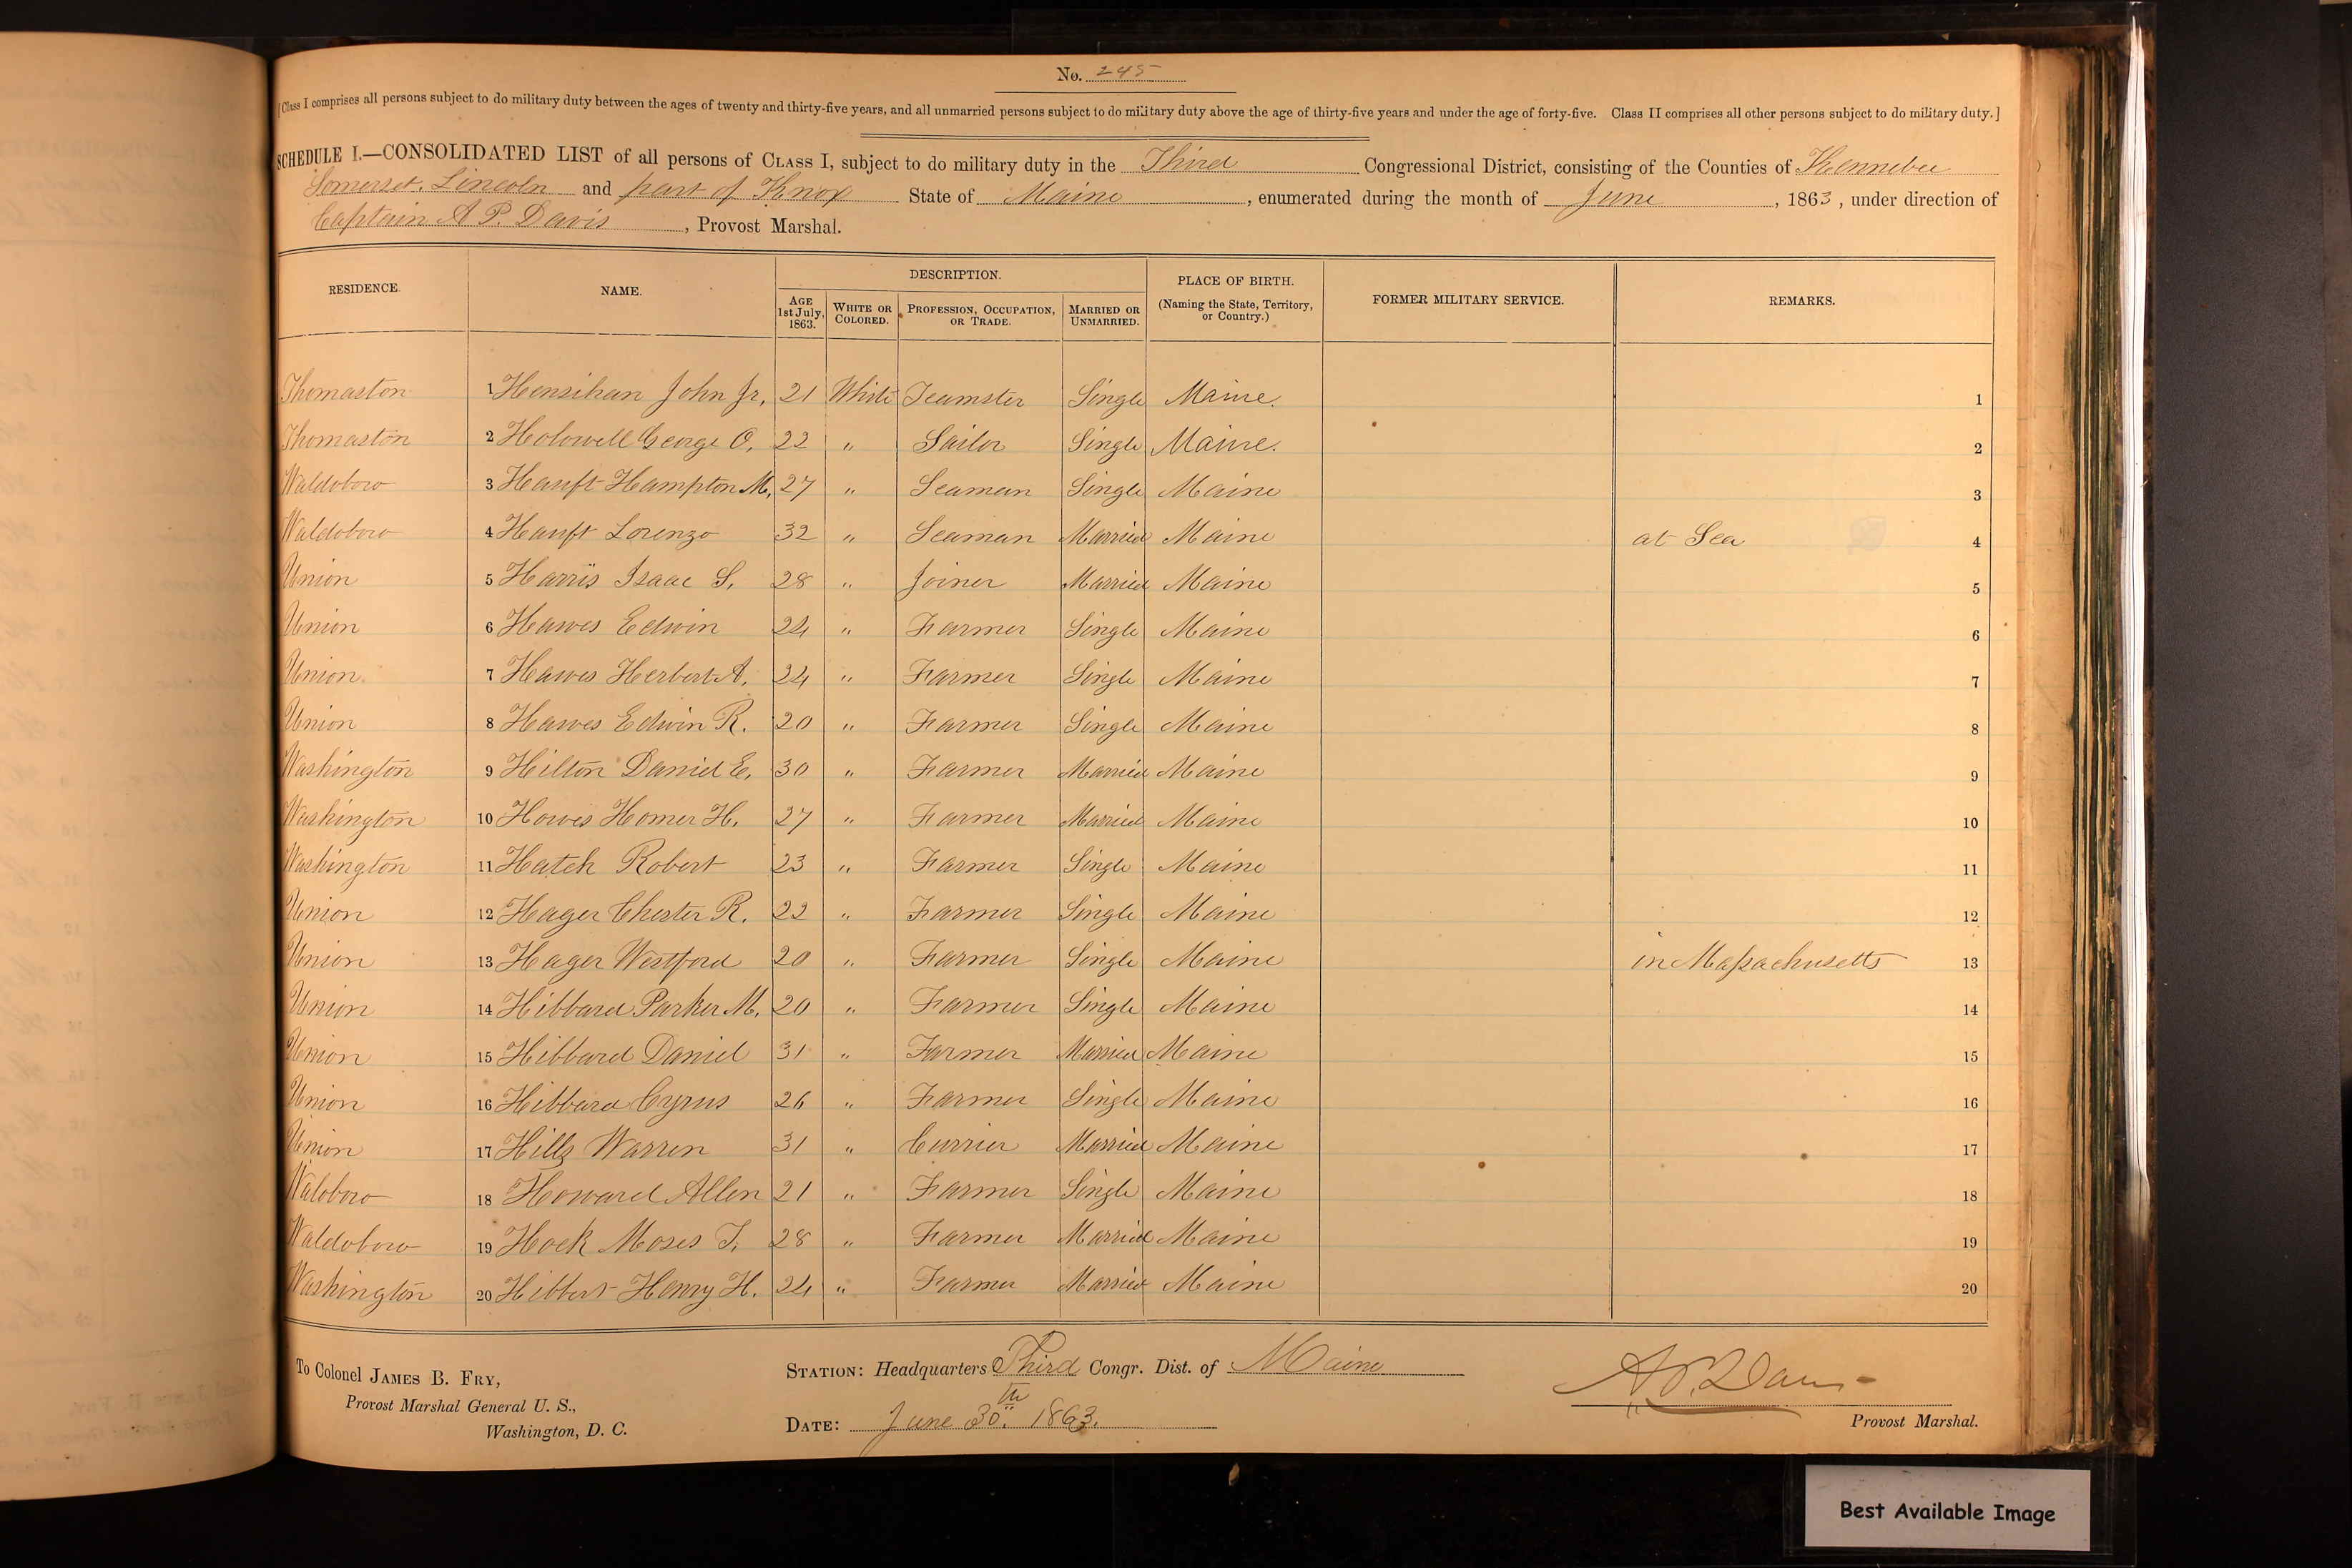 No. 245
[Class I comprises all persons subject to do military duty between the ages of twenty and thirty-five years, and all unmarried persons subject to do military duty above the age of thirty-five years and under the age of forty-five. Class II comprises all other persons subject to do military duty.]
SCHEDULE I.—CONSOLIDATED LIST of all persons of CLASS I, subject to do military duty in the Third Congressional District, consisting of the Counties of Kennebec
Somerset, Lincoln and part of Knox State of Maine, enumerated during the month of June, 1863, under direction of
Captain A. P. Davis, Provost Marshal.
RESIDENCE. NAME. DESCRIPTION. PLACE OF BIRTH. (Naming the State, Territory, or Country.) FORMER MILITARY SERVICE. REMARKS.
AGE 1st July, 1863. WHITE OR COLORED. PROFESSION, OCCUPATION, OR TRADE. MARRIED OR UNMARRIED.
Thomaston 1 Hensihan John Jr, 21 White Teamster Single Maine. 1
Thomaston 2 Holowell George O. 22 " Sailor Single Maine. 2
Waldoboro 3 Hauft Hampton M, 27 " Seaman Single Maine 3
Waldoboro 4 Hauft Lorenzo 32 " Seaman Married Maine at Sea 4
Union 5 Harris Isaac S, 28 " Joiner Married Maine 5
Union 6 Hawes Edwin 24 " Farmer Single Maine 6
Union 7 Hawes Herbert A. 24 " Farmer Single Maine 7
Union 8 Hawes Edwin R. 20 " Farmer Single Maine 8
Washington 9 Hilton Daniel E, 30 " Farmer Married Maine 9
Washington 10 Howes Homer H. 27 " Farmer Married Maine 10
Washington 11 Hatch Robert 23 " Farmer Single Maine 11
Union 12 Hager Chester R. 22 " Farmer Single Maine 12
Union 13 Hager Westford 20 " Farmer Single Maine in Massachusetts 13
Union 14 Hibbard Parker M, 20 " Farmer Single Maine 14
Union 15 Hibbard Daniel 31 " Farmer Married Maine 15
Union 16 Hibbard Cyrus 26 " Farmer Single Maine 16
Union 17 Hills Warren 31 " Currier Married Maine 17
Waloboro 18 Howard Allen 21 " Farmer Single Maine 18
Waldoboro 19 Hock Moses T. 28 " Farmer Married Maine 19
Washington 20 Hibbert Henry H. 24 " Farmer Married Maine 20
To Colonel JAMES B. FRY,
Provost Marshal General U. S.,
Washington, D. C.
STATION: Headquarters Third Congr. Dist. of Maine
DATE: June 30th 1863.
A. P. Davis
Provost Marshal.
Best Available Image